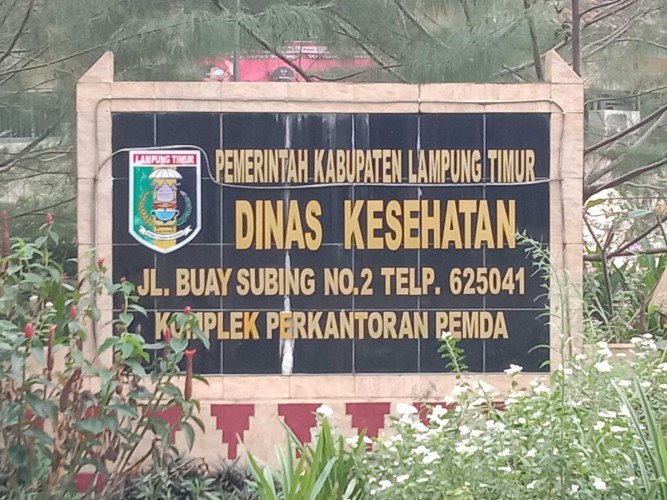 LAMPUNG TIMUR
PEMERINTAH KABUPATEN LAMPUNG TIMUR
DINAS KESEHATAN
JL. BUAY SUBING NO.2 TELP. 625041
KOMPLEK PERKANTORAN PEMDA